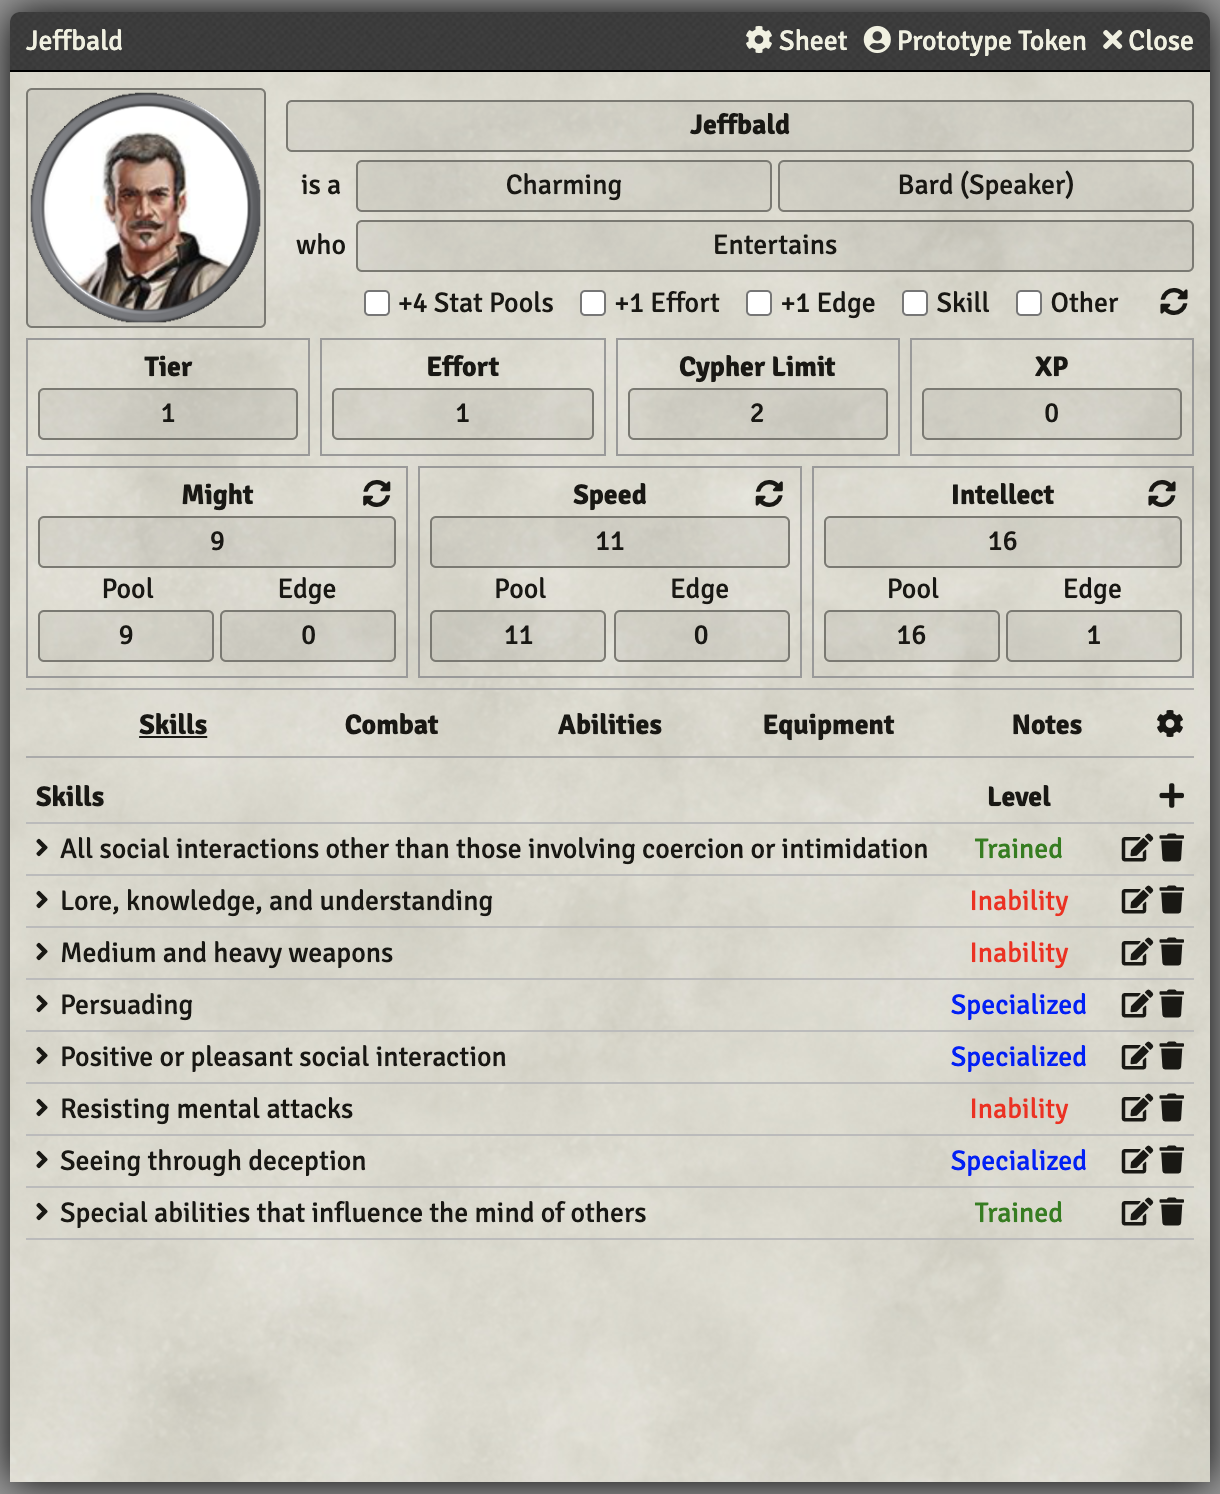 Jeffbald Sheet Prototype Token Close
Jeffbald
is a Charming Bard (Speaker)
who Entertains
+4 Stat Pools +1 Effort +1 Edge Skill Other
Tier Effort Cypher Limit XP
1 1 2 0
Might Speed Intellect
9 11 16
Pool Edge Pool Edge Pool Edge
9 0 11 0 16 1
Skills Combat Abilities Equipment Notes
Skills Level
All social interactions other than those involving coercion or intimidation Trained
Lore, knowledge, and understanding Inability
Medium and heavy weapons Inability
Persuading Specialized
Positive or pleasant social interaction Specialized
Resisting mental attacks Inability
Seeing through deception Specialized
Special abilities that influence the mind of others Trained